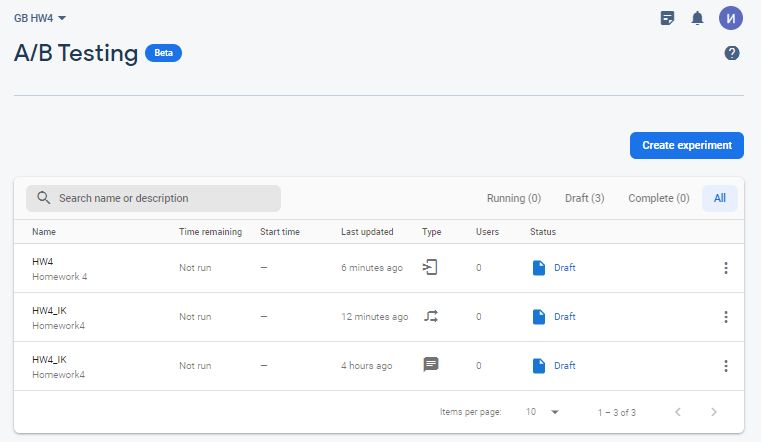 GB HW4
И
A/B Testing Beta
Create experiment
Search name or description Running (0) Draft (3) Complete (0) All
Name Time remaining Start time Last updated Type Users Status
HW4
Homework 4 Not run – 6 minutes ago 0 Draft
HW4_IK
Homework4 Not run – 12 minutes ago 0 Draft
HW4_IK
Homework4 Not run – 4 hours ago 0 Draft
Items per page: 10 1 – 3 of 3